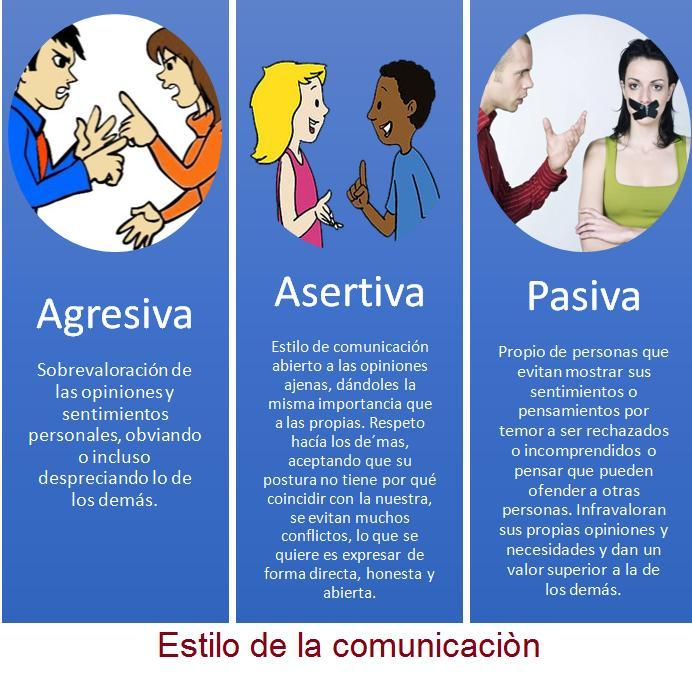 Agresiva
Sobrevaloración de
las opiniones y
sentimientos
personales, obviando
o incluso
despreciando lo de
los demás.
Asertiva
Estilo de comunicación
abierto a las opiniones
ajenas, dándoles la
misma importancia que
a las propias. Respeto
hacía los de´mas,
aceptando que su
postura no tiene por qué
coincidir con la nuestra,
se evitan muchos
conflictos, lo que se
quiere es expresar de
forma directa, honesta y
abierta.
Pasiva
Propio de personas que
evitan mostrar sus
sentimientos o
pensamientos por
temor a ser rechazados
o incomprendidos o
pensar que pueden
ofender a otras
personas. Infravaloran
sus propias opiniones y
necesidades y dan un
valor superior a la de
los demás.
Estilo de la comunicaciòn